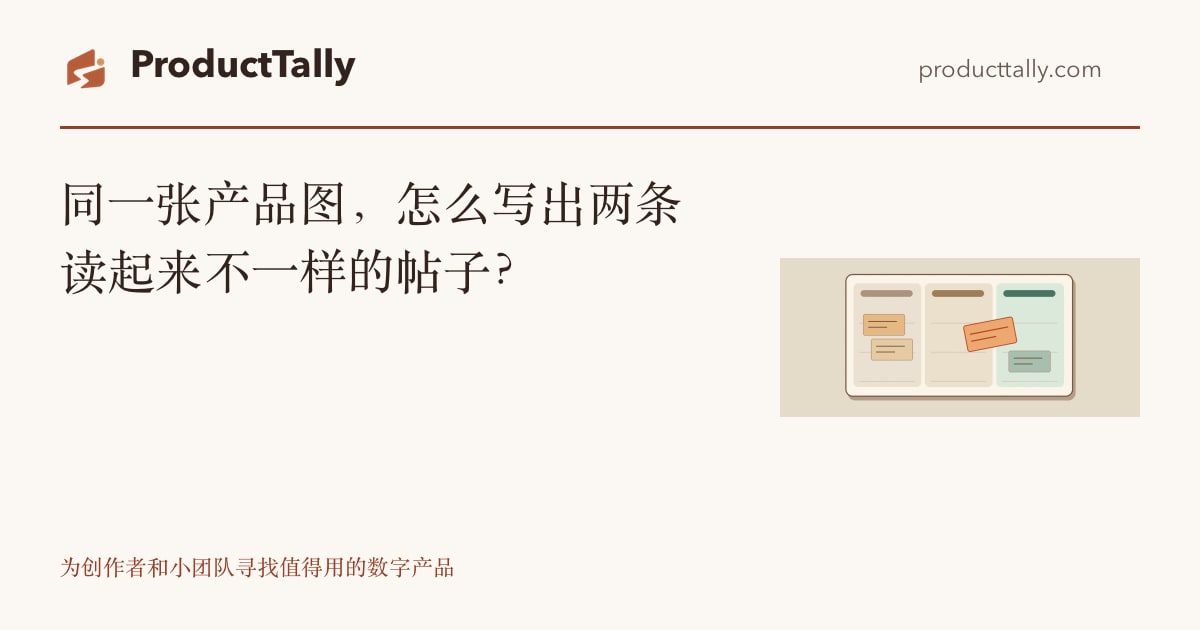 ProductTally
producttally.com
同一张产品图，怎么写出两条
读起来不一样的帖子？
为创作者和小团队寻找值得用的数字产品